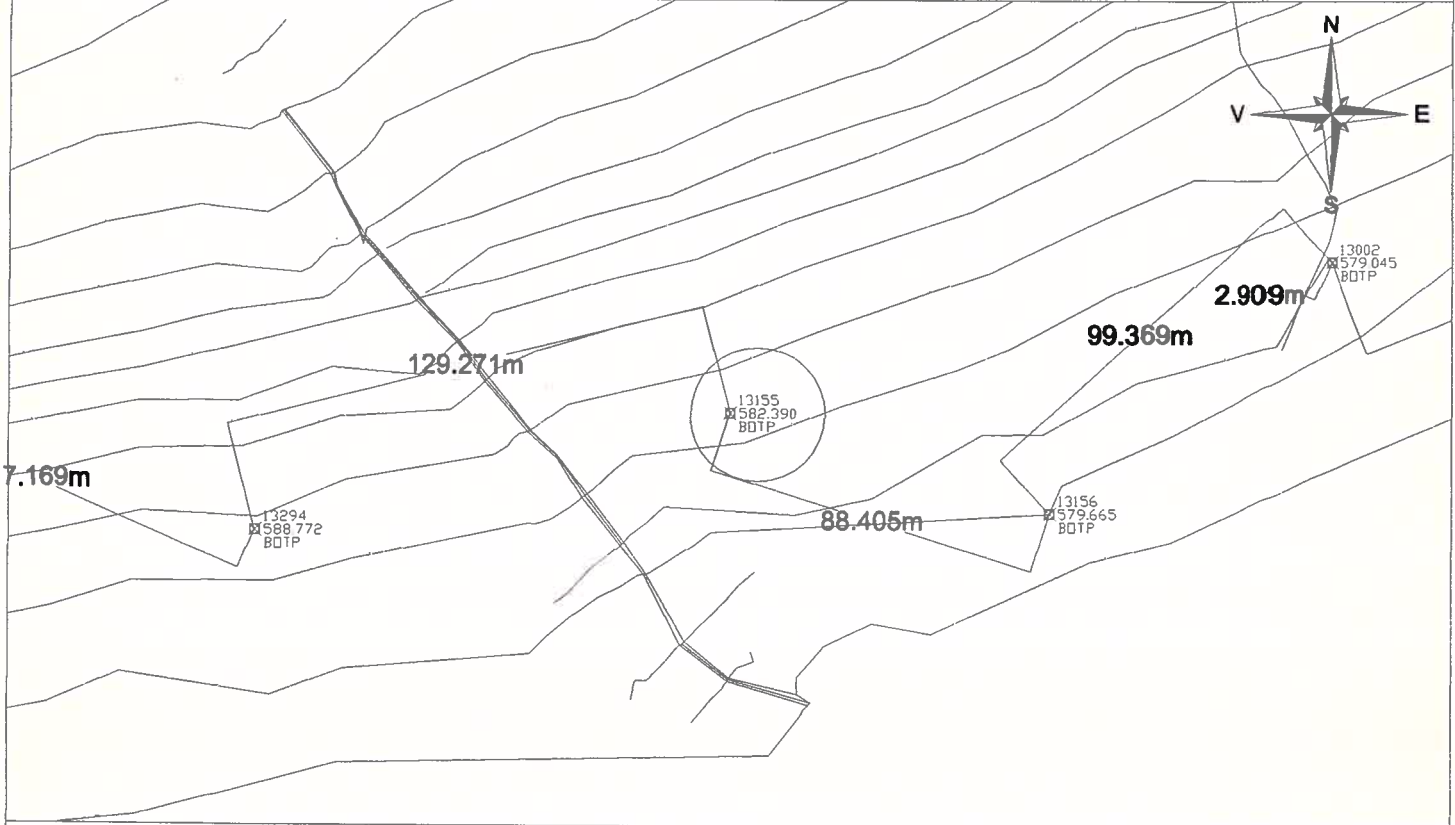 N
V
E
S
13002
579.045
BDTP
2.909m
99.369m
129.271m
13155
582.390
BDTP
7.169m
13294
588.772
BDTP
13156
579.665
BDTP
88.405m